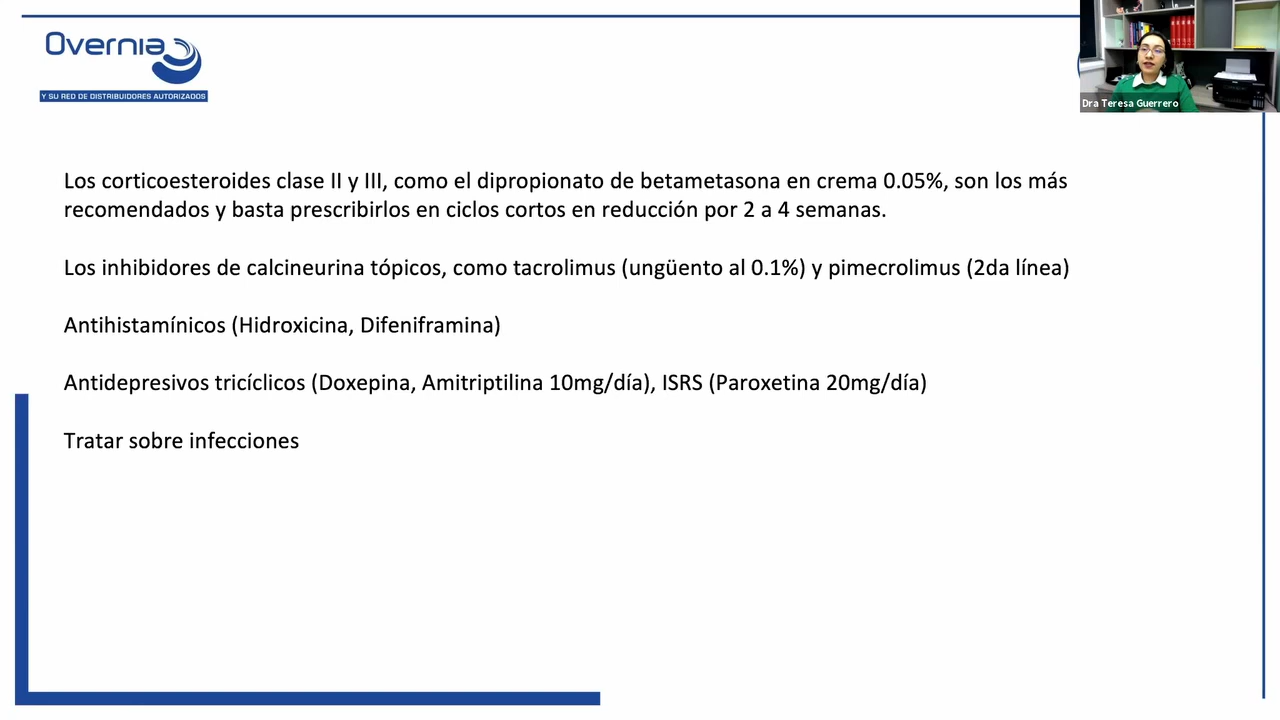 Overnia
Y SU RED DE DISTRIBUIDORES AUTORIZADOS
Dra Teresa Guerrero
Los corticoesteroides clase II y III, como el dipropionato de betametasona en crema 0.05%, son los más
recomendados y basta prescribirlos en ciclos cortos en reducción por 2 a 4 semanas.
Los inhibidores de calcineurina tópicos, como tacrolimus (ungüento al 0.1%) y pimecrolimus (2da línea)
Antihistamínicos (Hidroxicina, Difeniframina)
Antidepresivos tricíclicos (Doxepina, Amitriptilina 10mg/día), ISRS (Paroxetina 20mg/día)
Tratar sobre infecciones